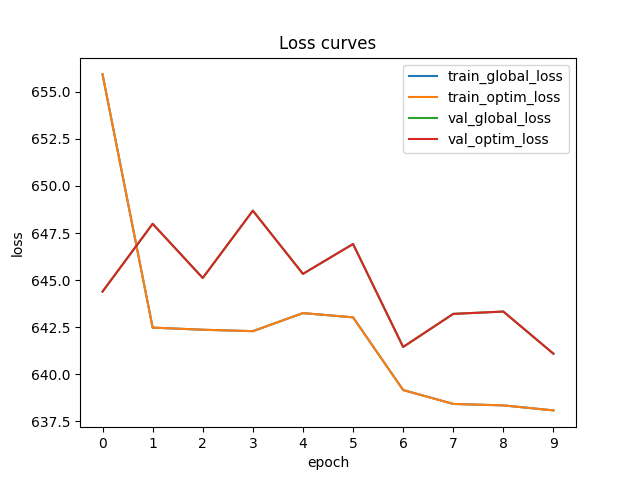 Loss curves
train_global_loss
train_optim_loss
val_global_loss
val_optim_loss
655.0
652.5
650.0
647.5
645.0
642.5
640.0
637.5
loss
0 1 2 3 4 5 6 7 8 9
epoch